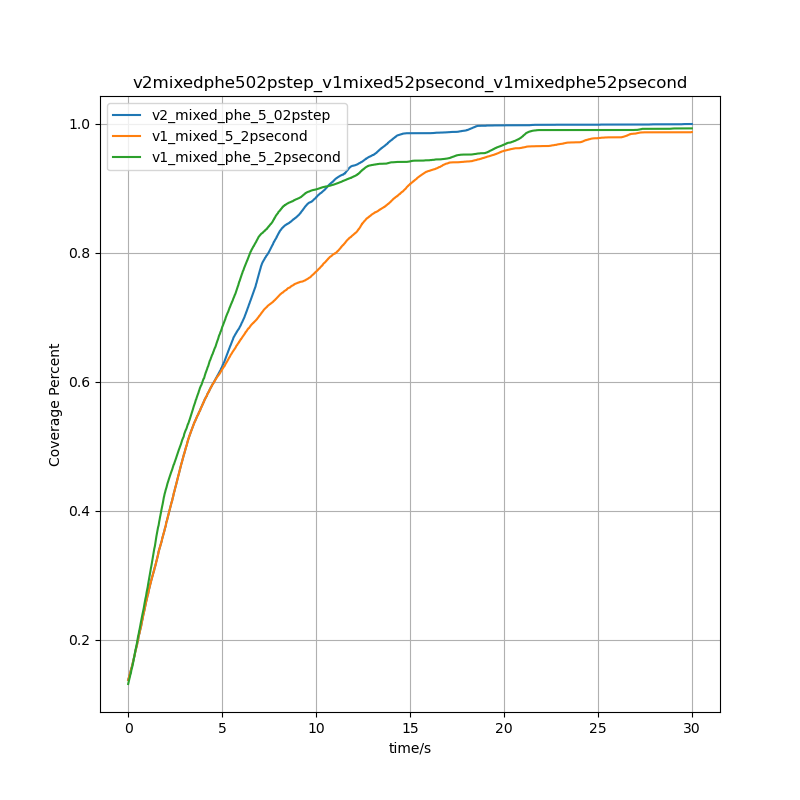 v2mixedphe502pstep_v1mixed52psecond_v1mixedphe52psecond
v2_mixed_phe_5_02pstep
v1_mixed_5_2psecond
v1_mixed_phe_5_2psecond
1.0
0.8
0.6
0.4
0.2
Coverage Percent
0 5 10 15 20 25 30
time/s